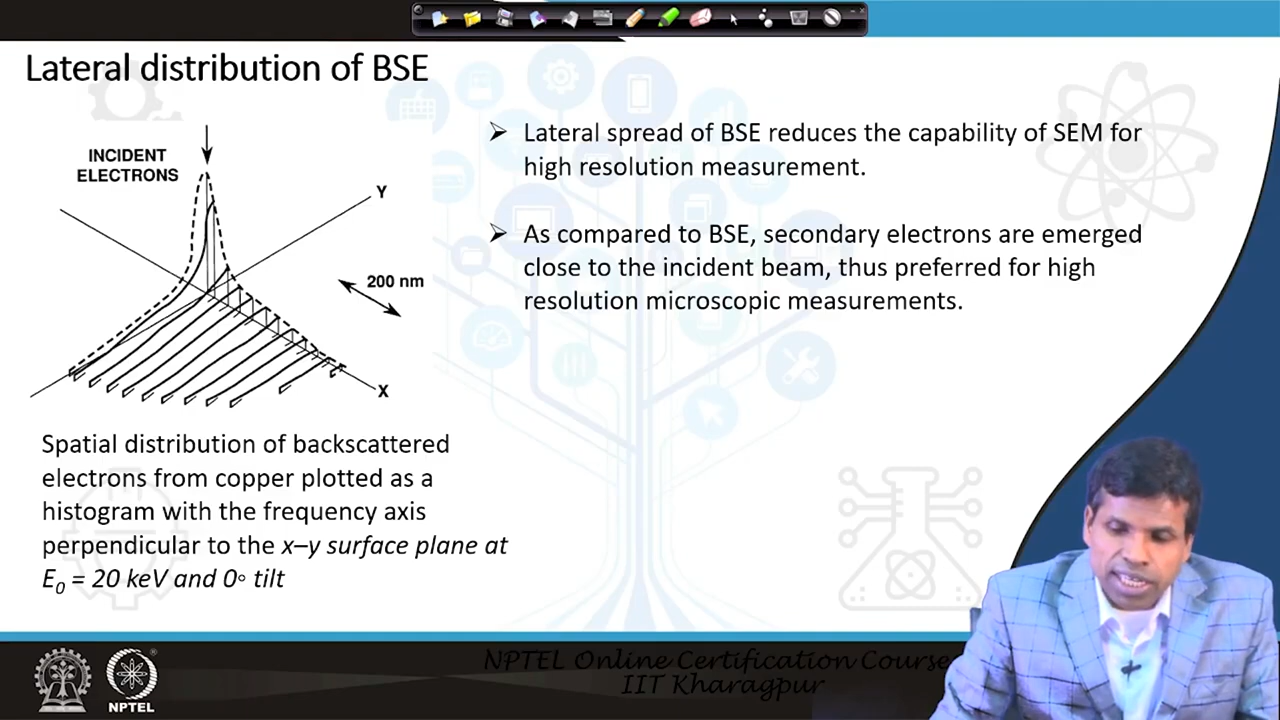 Lateral distribution of BSE
INCIDENT
ELECTRONS
Y
200 nm
X
Spatial distribution of backscattered
electrons from copper plotted as a
histogram with the frequency axis
perpendicular to the x–y surface plane at
E₀ = 20 keV and 0◦ tilt
➢ Lateral spread of BSE reduces the capability of SEM for
high resolution measurement.
➢ As compared to BSE, secondary electrons are emerged
close to the incident beam, thus preferred for high
resolution microscopic measurements.
NPTEL
NPTEL Online Certification Course
IIT Kharagpur